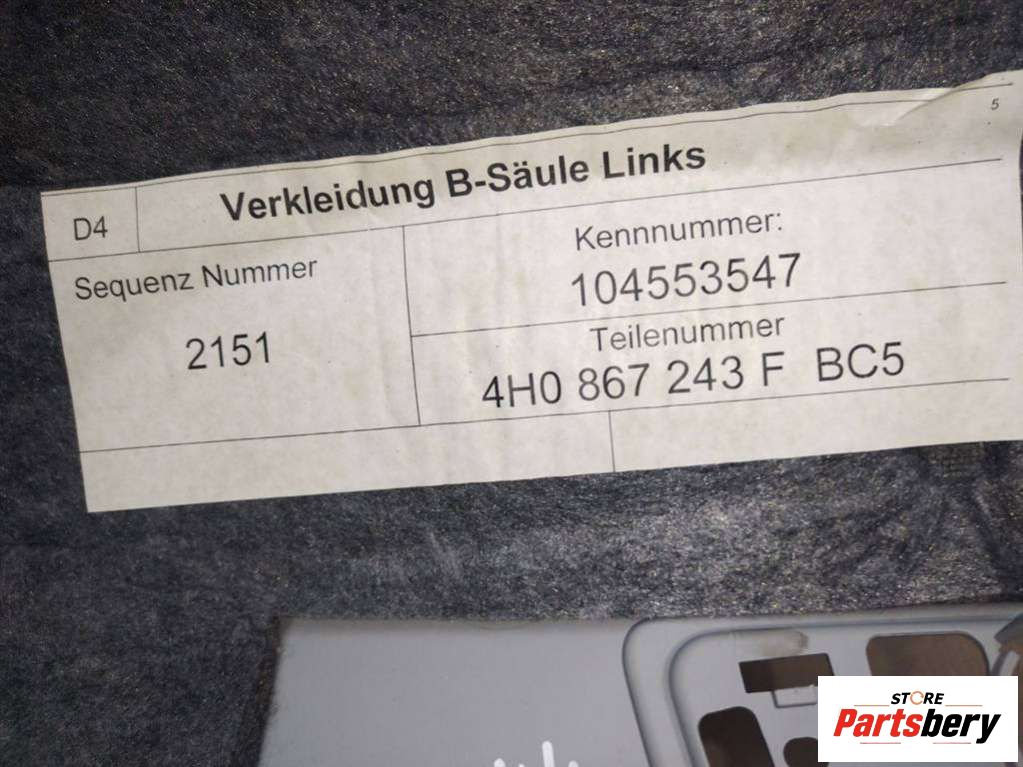 5
D4
Verkleidung B-Säule Links
Sequenz Nummer
2151
Kennnummer:
104553547
Teilenummer
4H0 867 243 F BC5
STORE
Partsbery